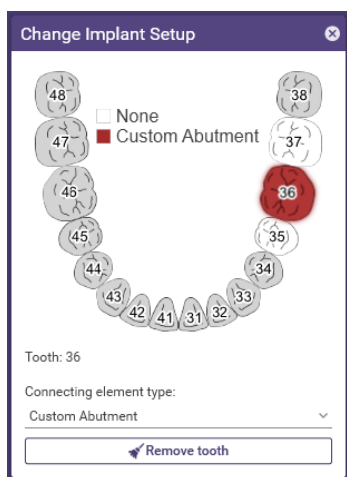 Change Implant Setup
48 38
None
Custom Abutment
47 37
46 36
45 35
44 34
43 33
42 41 31 32
Tooth: 36
Connecting element type:
Custom Abutment
Remove tooth